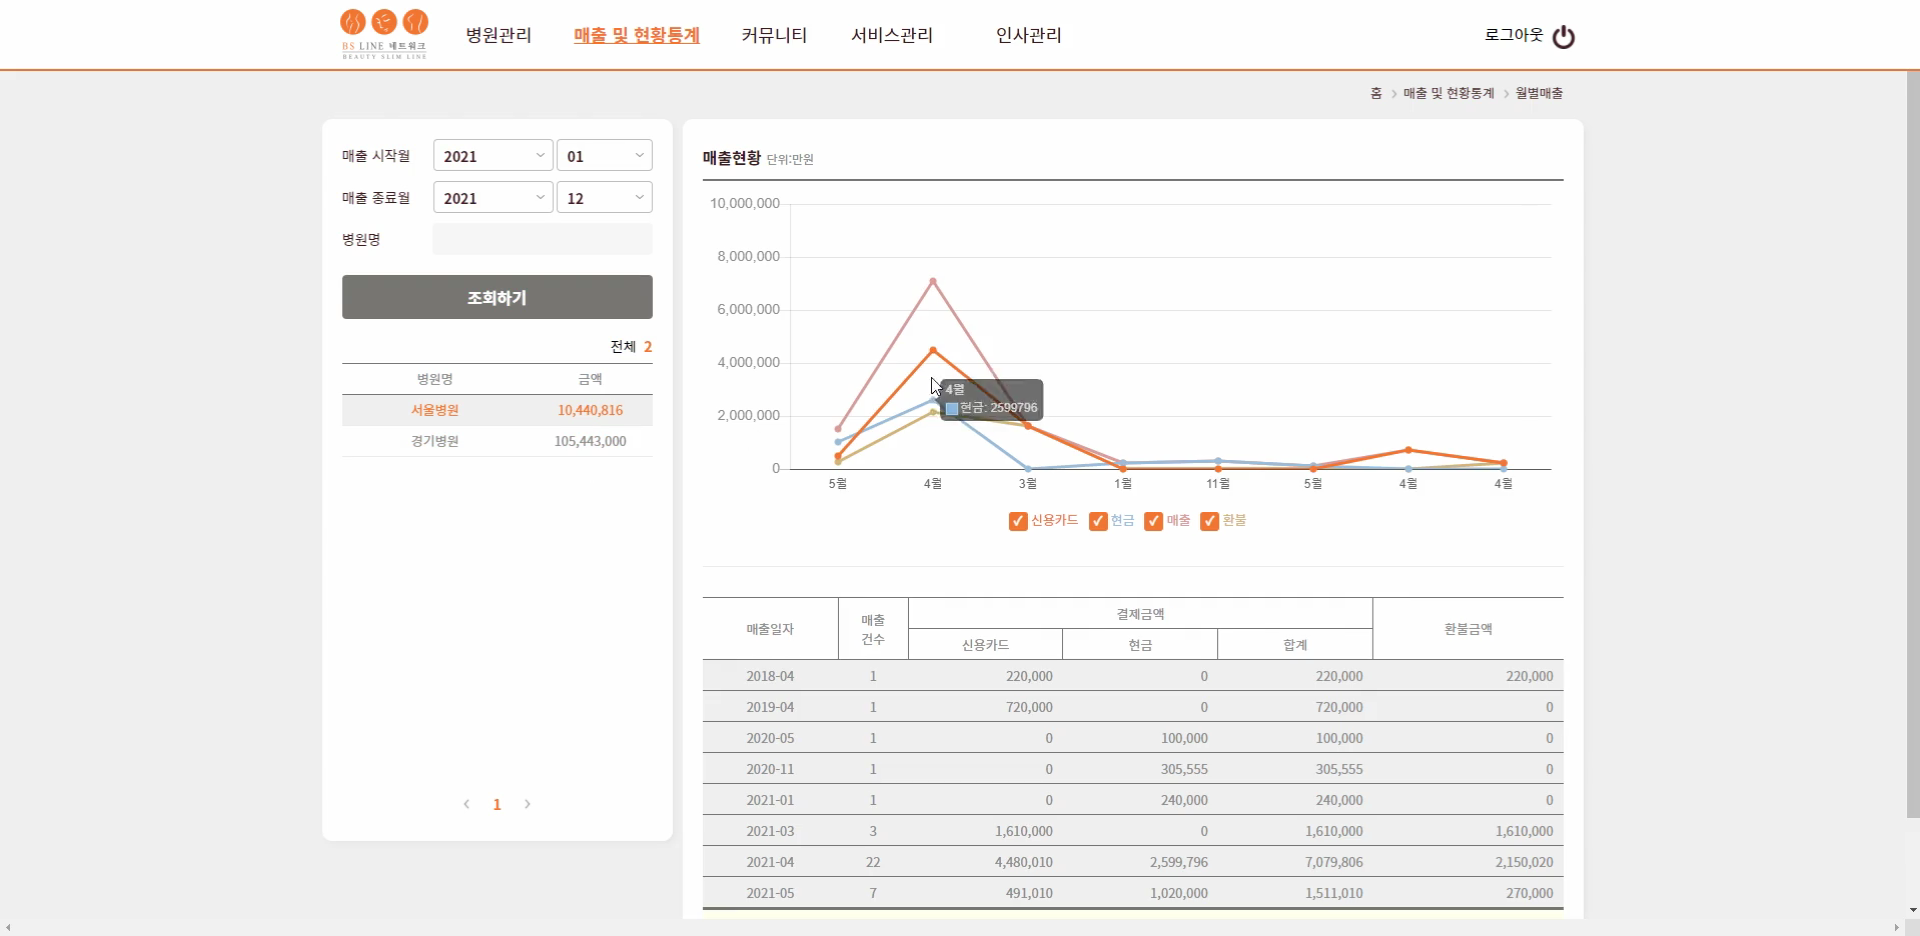 BS LINE 네트워크
BEAUTY SLIM LINE
병원관리 매출 및 현황통계 커뮤니티 서비스관리 인사관리 로그아웃
홈 > 매출 및 현황통계 > 월별매출
매출 시작월 2021 01
매출 종료월 2021 12
병원명
조회하기
전체 2
병원명 금액
서울병원 10,440,816
경기병원 105,443,000
1
매출현황 단위:만원
10,000,000
8,000,000
6,000,000
4,000,000
2,000,000
0
4월
현금: 2599796
5월 4월 3월 1월 11월 5월 4월 4월
신용카드 현금 매출 환불
매출일자 매출 건수 결제금액 환불금액
신용카드 현금 합계
2018-04 1 220,000 0 220,000 220,000
2019-04 1 720,000 0 720,000 0
2020-05 1 0 100,000 100,000 0
2020-11 1 0 305,555 305,555 0
2021-01 1 0 240,000 240,000 0
2021-03 3 1,610,000 0 1,610,000 1,610,000
2021-04 22 4,480,010 2,599,796 7,079,806 2,150,020
2021-05 7 491,010 1,020,000 1,511,010 270,000